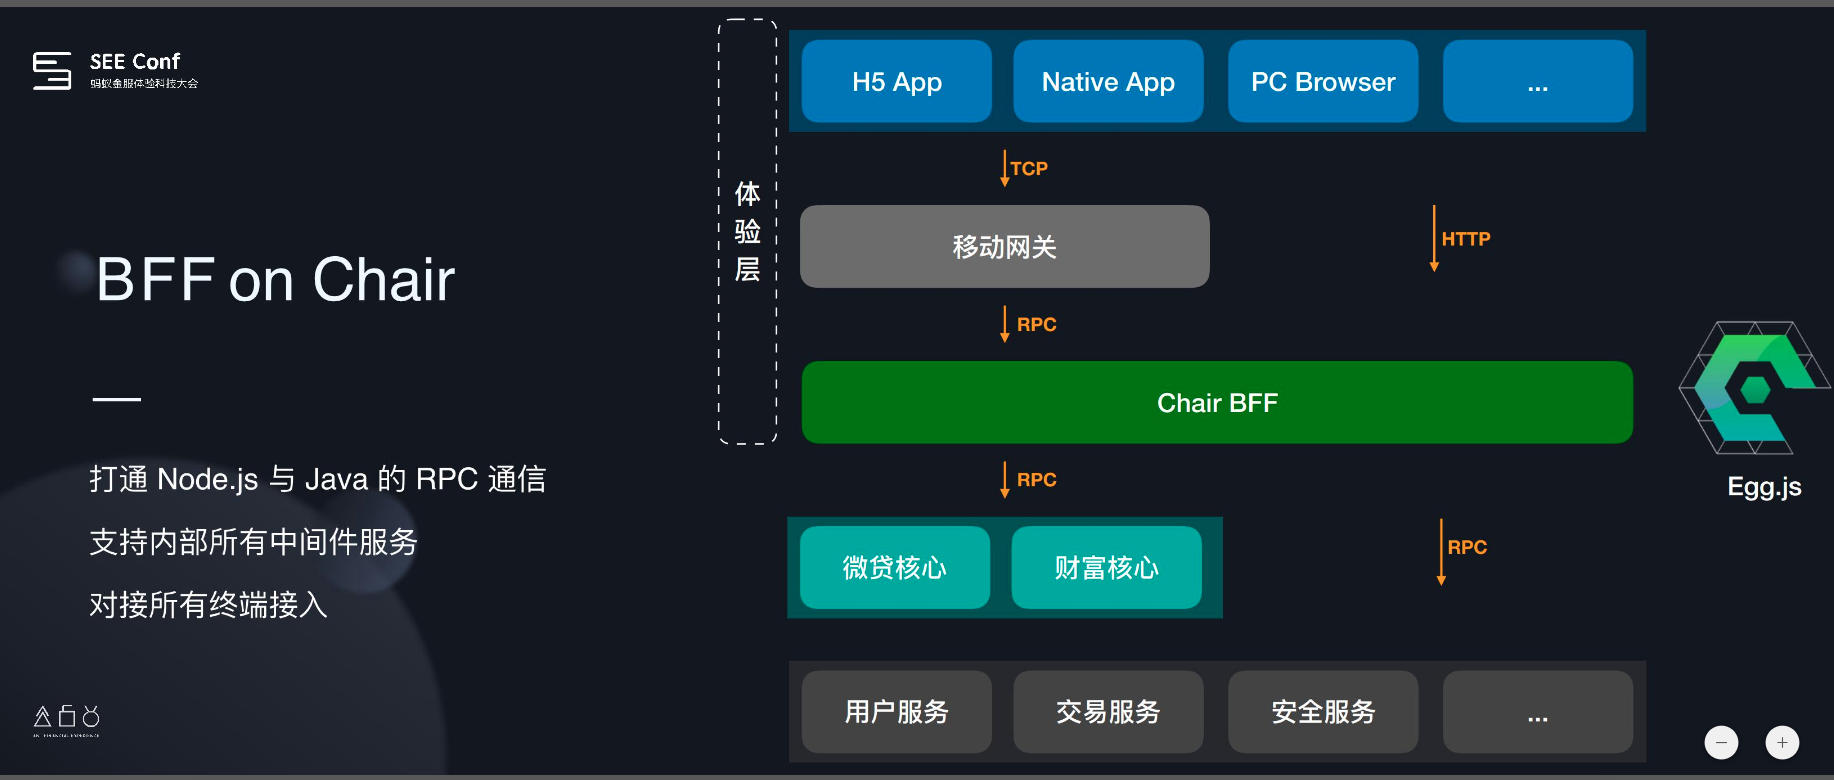 SEE Conf
蚂蚁金服体验科技大会
BFF on Chair
打通 Node.js 与 Java 的 RPC 通信
支持内部所有中间件服务
对接所有终端接入
体
验
层
H5 App
Native App
PC Browser
...
TCP
移动网关
HTTP
RPC
Chair BFF
Egg.js
RPC
微贷核心
财富核心
RPC
用户服务
交易服务
安全服务
...